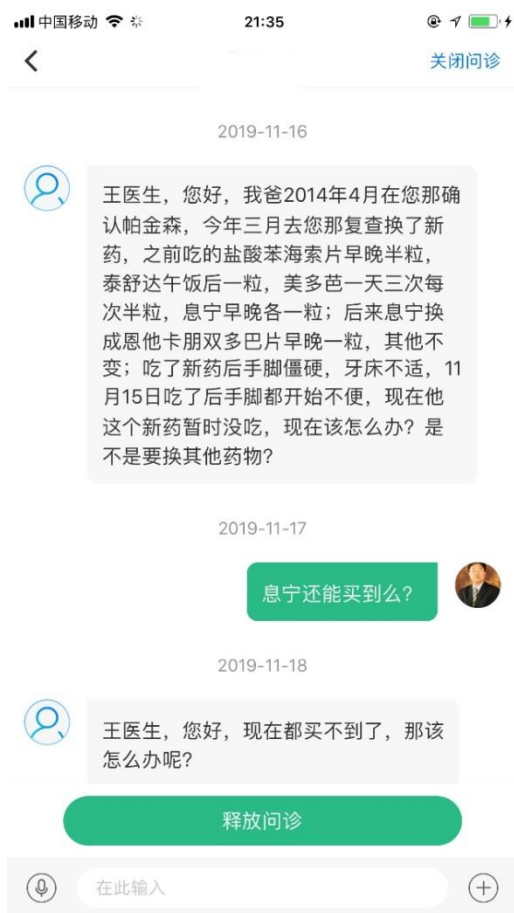 中国移动
21:35
关闭问诊
2019-11-16
王医生，您好，我爸2014年4月在您那确
认帕金森，今年三月去您那复查换了新
药，之前吃的盐酸苯海索片早晚半粒，
泰舒达午饭后一粒，美多芭一天三次每
次半粒，息宁早晚各一粒；后来息宁换
成恩他卡朋双多巴片早晚一粒，其他不
变；吃了新药后手脚僵硬，牙床不适，11
月15日吃了后手脚都开始不便，现在他
这个新药暂时没吃，现在该怎么办？是
不是要换其他药物？
2019-11-17
息宁还能买到么？
2019-11-18
王医生，您好，现在都买不到了，那该
怎么办呢？
释放问诊
在此输入